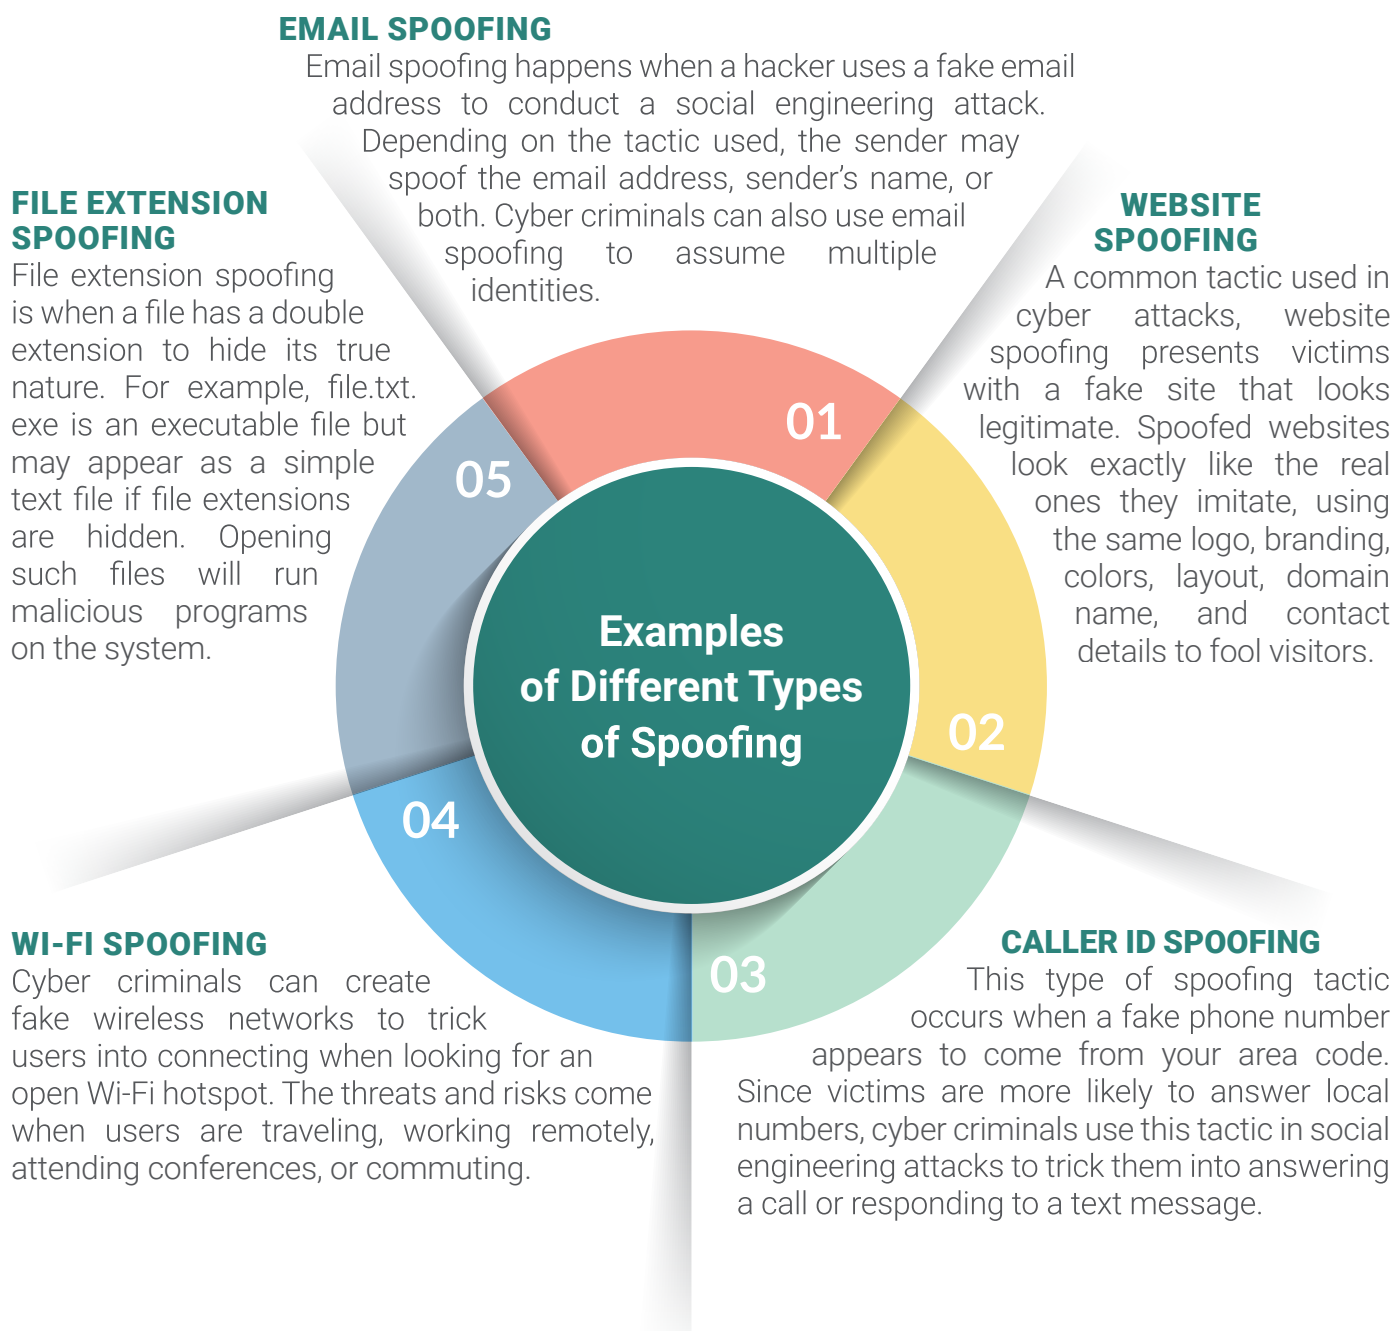 EMAIL SPOOFING
Email spoofing happens when a hacker uses a fake email
address to conduct a social engineering attack.
Depending on the tactic used, the sender may
spoof the email address, sender’s name, or
both. Cyber criminals can also use email
spoofing to assume multiple
identities.
01
WEBSITE
SPOOFING
A common tactic used in
cyber attacks, website
spoofing presents victims
with a fake site that looks
legitimate. Spoofed websites
look exactly like the real
ones they imitate, using
the same logo, branding,
colors, layout, domain
name, and contact
details to fool visitors.
02
CALLER ID SPOOFING
This type of spoofing tactic
occurs when a fake phone number
appears to come from your area code.
Since victims are more likely to answer local
numbers, cyber criminals use this tactic in social
engineering attacks to trick them into answering
a call or responding to a text message.
03
WI-FI SPOOFING
Cyber criminals can create
fake wireless networks to trick
users into connecting when looking for an
open Wi-Fi hotspot. The threats and risks come
when users are traveling, working remotely,
attending conferences, or commuting.
04
FILE EXTENSION
SPOOFING
File extension spoofing
is when a file has a double
extension to hide its true
nature. For example, file.txt.
exe is an executable file but
may appear as a simple
text file if file extensions
are hidden. Opening
such files will run
malicious programs
on the system.
05
Examples
of Different Types
of Spoofing